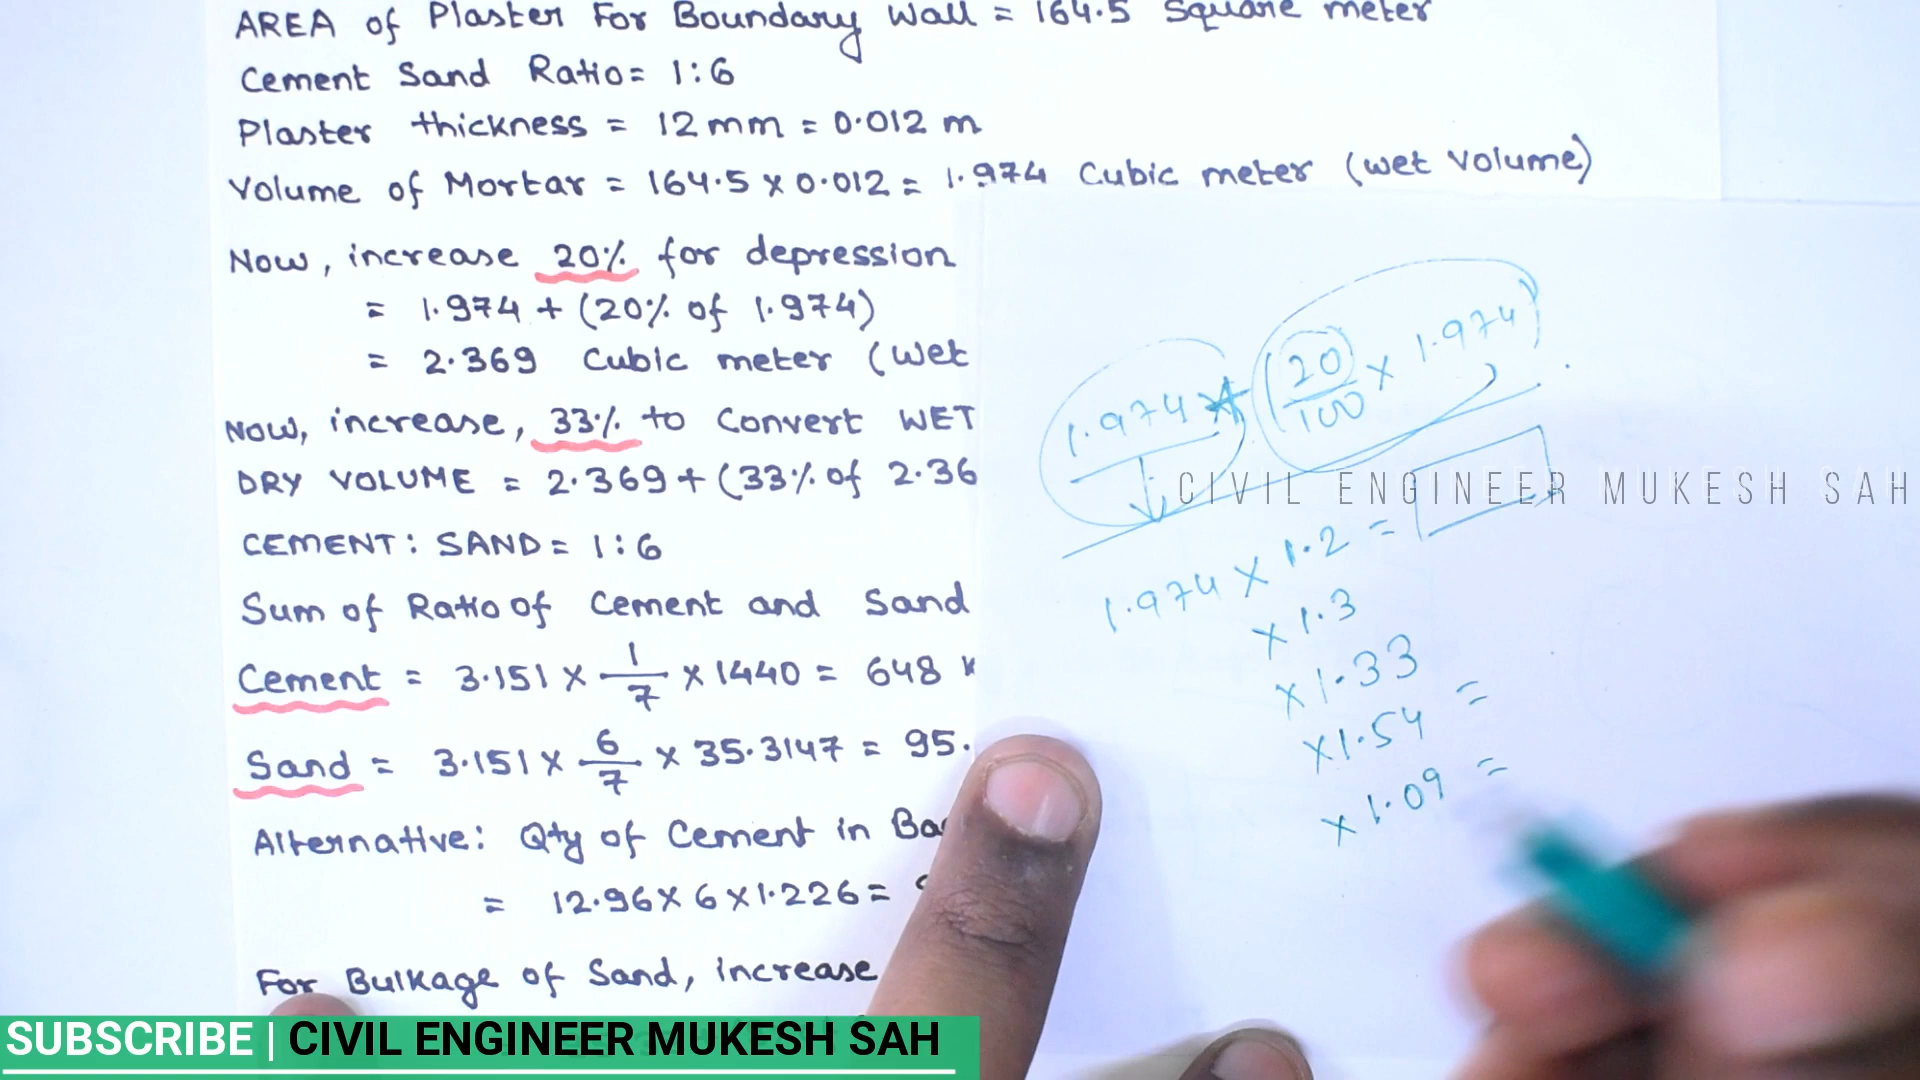 AREA of Plaster For Boundary Wall = 164.5 Square meter
Cement Sand Ratio= 1:6
Plaster thickness = 12 mm = 0.012 m
Volume of Mortar = 164.5 x 0.012 = 1.974 Cubic meter (wet Volume)
Now, increase 20% for depression
= 1.974 + (20% of 1.974)
= 2.369 Cubic meter (Wet
Now, increase, 33% to Convert WET
DRY VOLUME = 2.369 + (33% of 2.36
CEMENT: SAND = 1:6
Sum of Ratio of Cement and Sand
Cement = 3.151 x 1/7 x 1440 = 648
Sand = 3.151 x 6/7 x 35.3147 = 95.
Alternative: Qty of Cement in Ba
= 12.96 x 6 x 1.226 =
For Bulkage of Sand, increase
1.974 + (20/100 x 1.974)
1.974 x 1.2 =
x 1.3
x 1.33
x 1.54 =
x 1.09 =
CIVIL ENGINEER MUKESH SAH
SUBSCRIBE | CIVIL ENGINEER MUKESH SAH